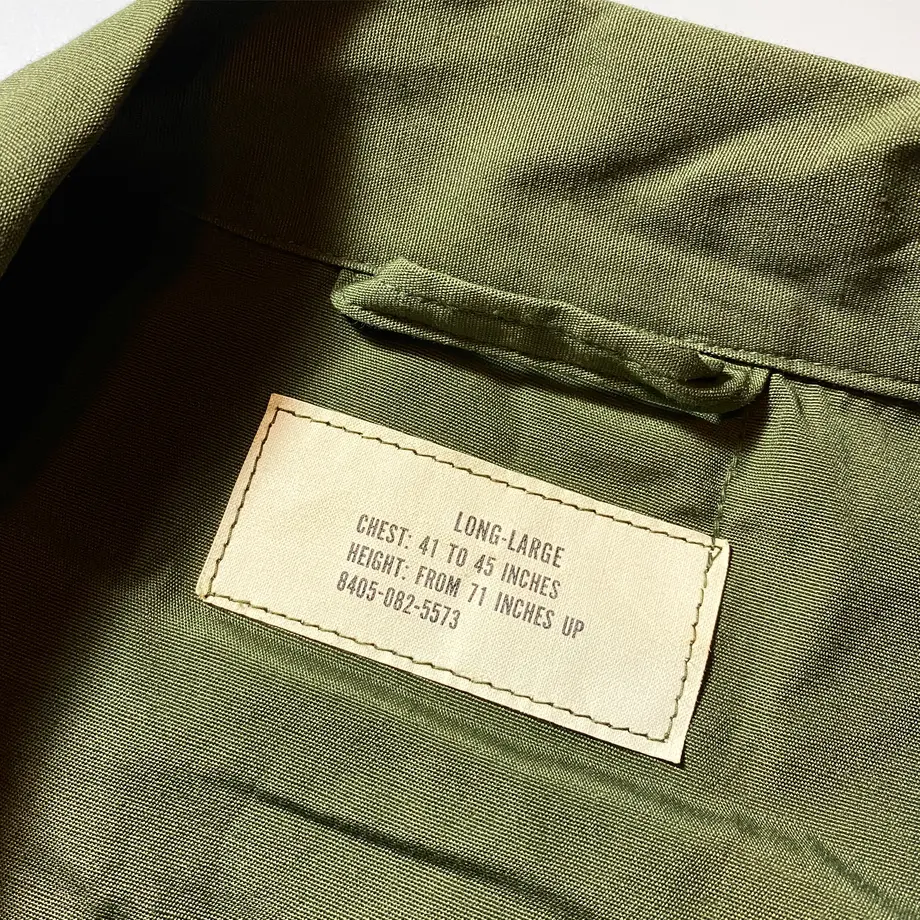 LONG-LARGE
CHEST: 41 TO 45 INCHES
HEIGHT: FROM 71 INCHES UP
8405-082-5573